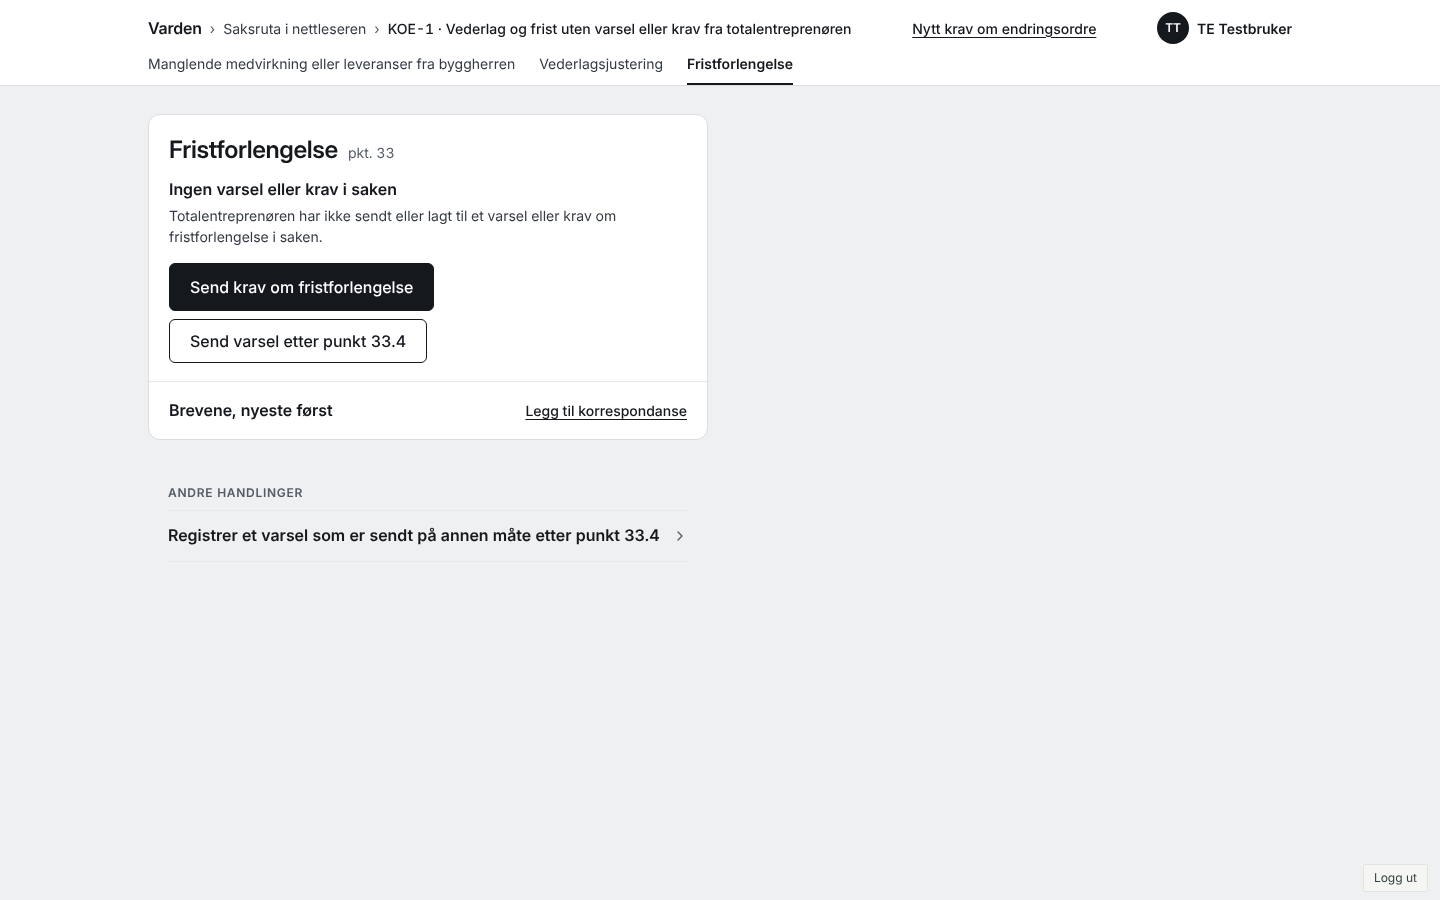 Varden › Saksruta i nettleseren › KOE-1 · Vederlag og frist uten varsel eller krav fra totalentreprenøren
Nytt krav om endringsordre
TT TE Testbruker
Manglende medvirkning eller leveranser fra byggherren
Vederlagsjustering
Fristforlengelse
Fristforlengelse pkt. 33
Ingen varsel eller krav i saken
Totalentreprenøren har ikke sendt eller lagt til et varsel eller krav om
fristforlengelse i saken.
Send krav om fristforlengelse
Send varsel etter punkt 33.4
Brevene, nyeste først
Legg til korrespondanse
ANDRE HANDLINGER
Registrer et varsel som er sendt på annen måte etter punkt 33.4
Logg ut